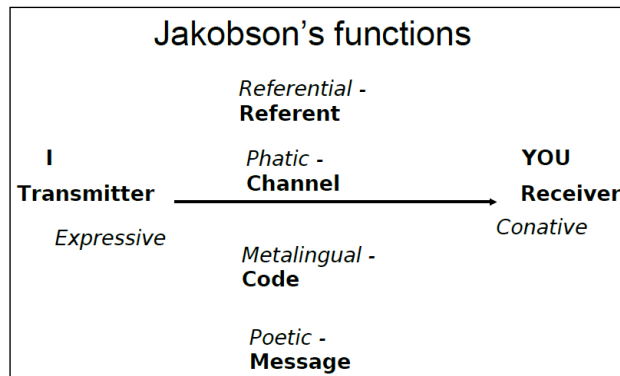 Jakobson's functions
Referential -
Referent
I
Phatic -
YOU
Transmitter
Channel
Receiver
Expressive
Conative
Metalingual -
Code
Poetic -
Message